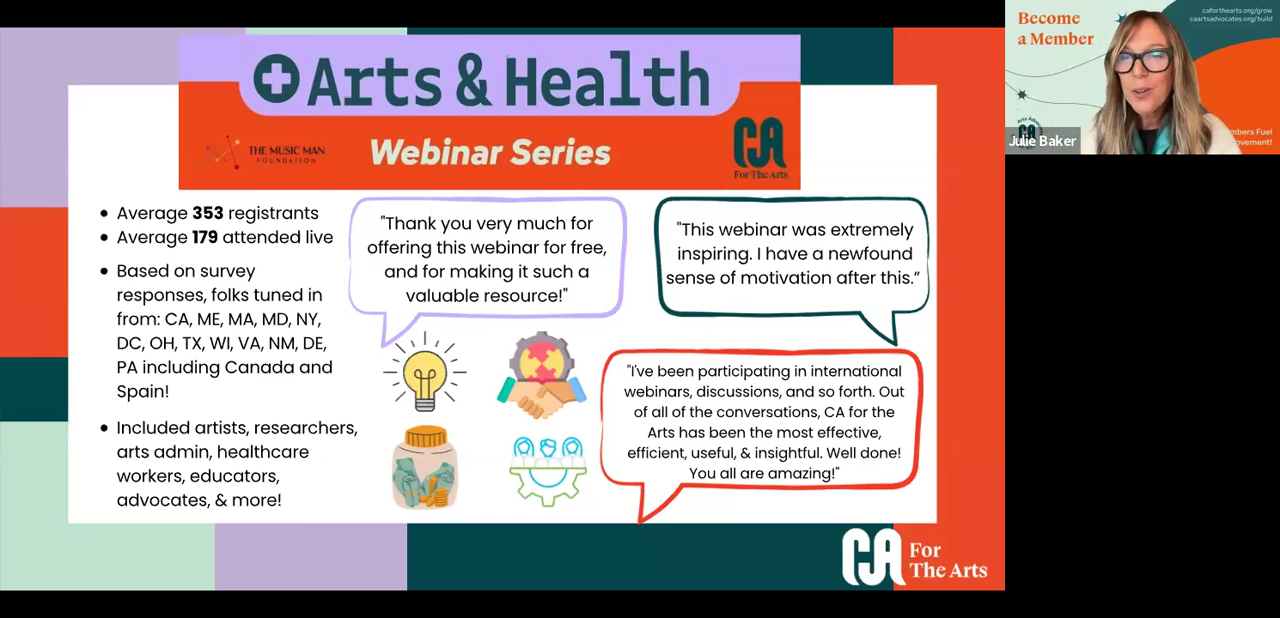 Arts & Health
THE MUSIC MAN
FOUNDATION
Webinar Series
CA
For The Arts
Average 353 registrants
Average 179 attended live
Based on survey
responses, folks tuned in
from: CA, ME, MA, MD, NY,
DC, OH, TX, WI, VA, NM, DE,
PA including Canada and
Spain!
Included artists, researchers,
arts admin, healthcare
workers, educators,
advocates, & more!
"Thank you very much for
offering this webinar for free,
and for making it such a
valuable resource!"
"This webinar was extremely
inspiring. I have a newfound
sense of motivation after this.”
"I've been participating in international
webinars, discussions, and so forth. Out
of all of the conversations, CA for the
Arts has been the most effective,
efficient, useful, & insightful. Well done!
You all are amazing!"
CA
For
The Arts
Become
a Member
caforthearts.org/grow
caartsadvocates.org/build
Julie Baker